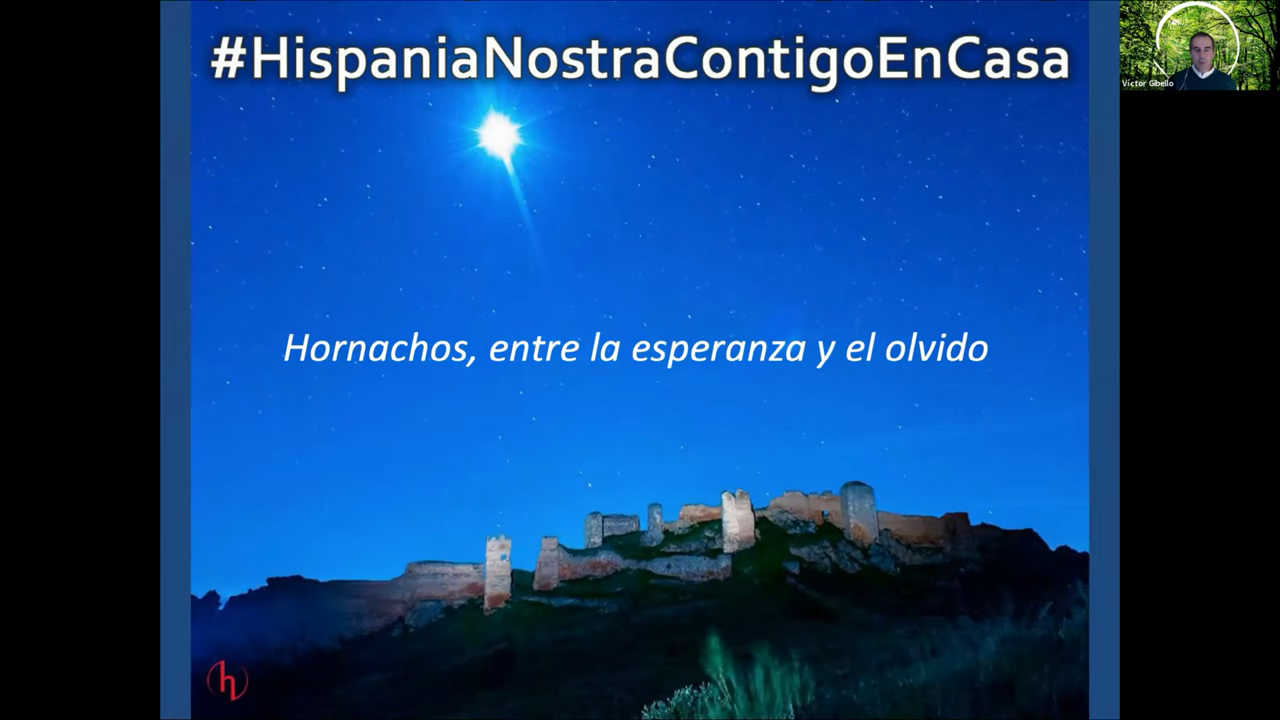 #HispaniaNostraContigoEnCasa
Víctor Gibello
Hornachos, entre la esperanza y el olvido
h